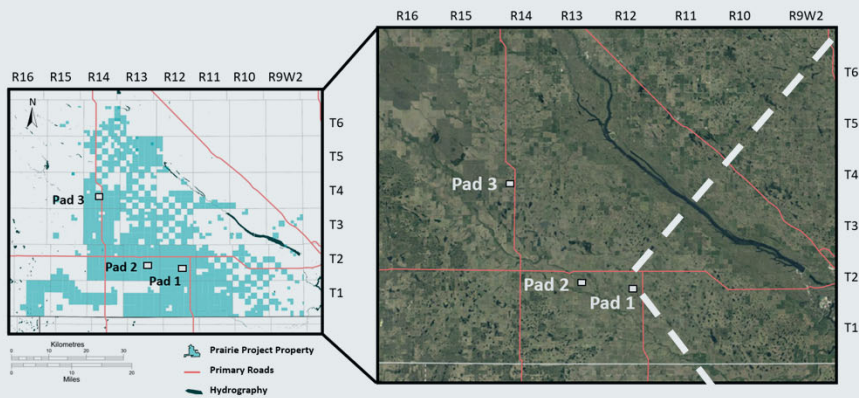 R16 R15 R14 R13 R12 R11 R10 R9W2
R16 R15 R14 R13 R12 R11 R10 R9W2
N
T6
T5
T4
T3
T2
T1
Pad 3
Pad 2
Pad 1
T6
T5
T4
T3
T2
T1
Pad 3
Pad 2
Pad 1
Kilometres
0 10 20 30
0 10 20
Miles
Prairie Project Property
Primary Roads
Hydrography